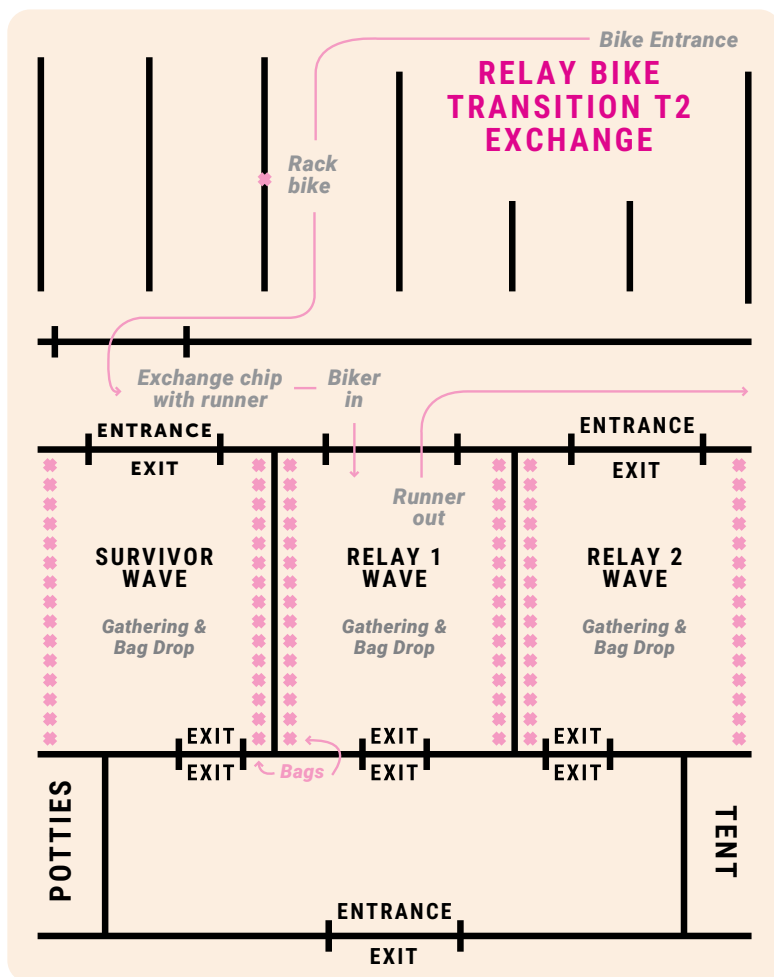 Bike Entrance
RELAY BIKE
TRANSITION T2
EXCHANGE
Rack
bike
Exchange chip
with runner
Biker
in
ENTRANCE
EXIT
ENTRANCE
EXIT
Runner
out
SURVIVOR
WAVE
Gathering &
Bag Drop
RELAY 1
WAVE
Gathering &
Bag Drop
RELAY 2
WAVE
Gathering &
Bag Drop
EXIT
EXIT
EXIT
EXIT
EXIT
EXIT
Bags
POTTIES
TENT
ENTRANCE
EXIT